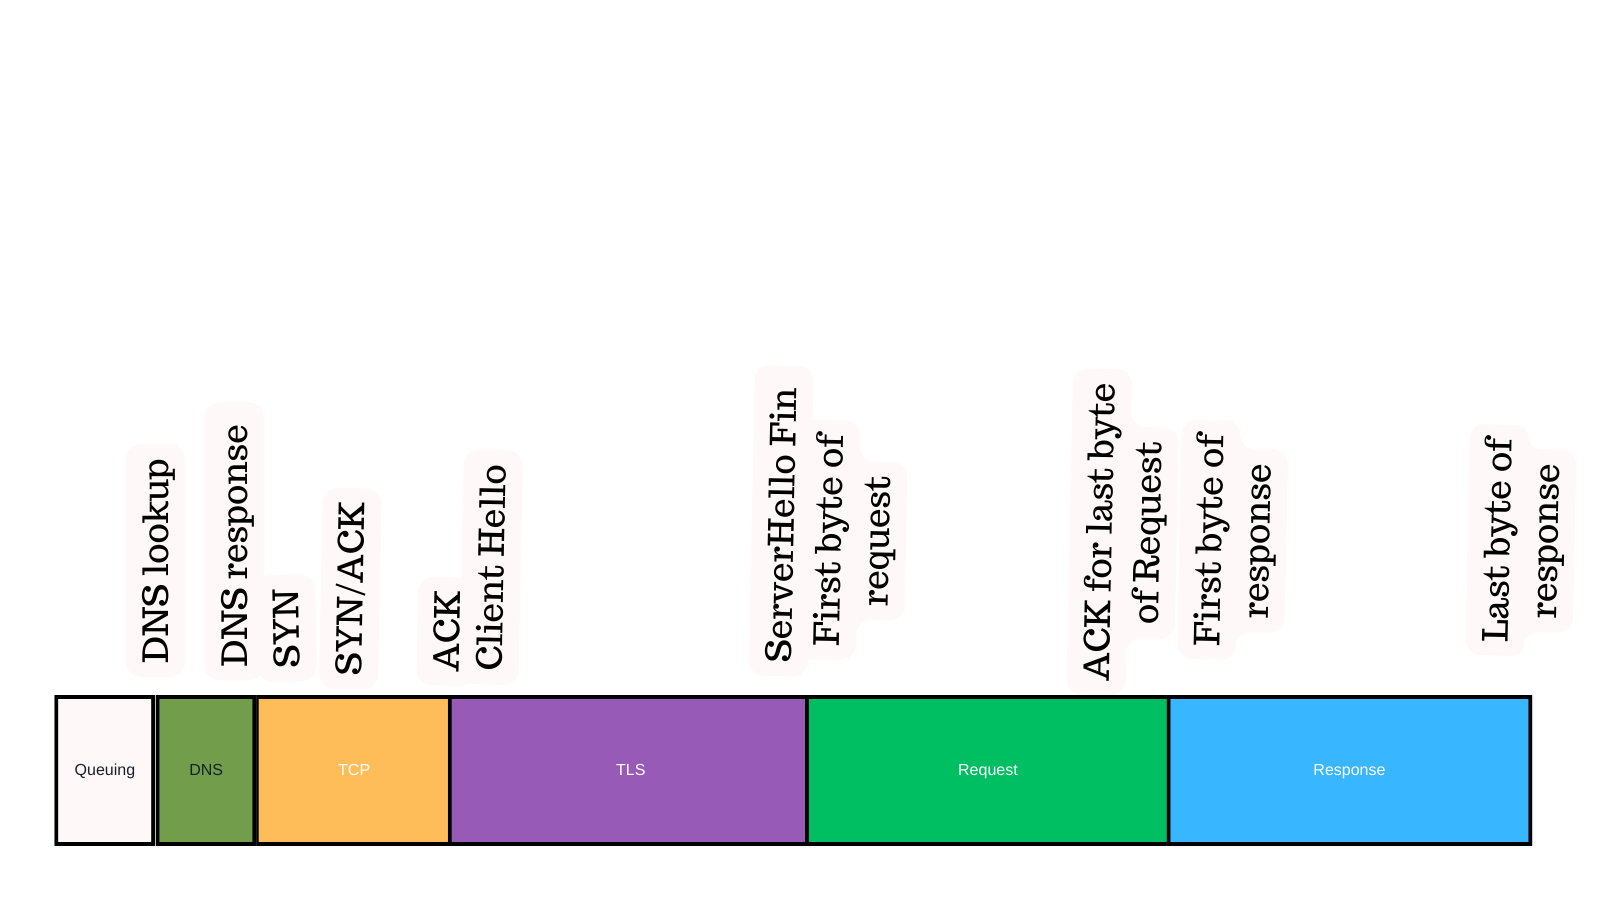 DNS lookup
DNS response
SYN
SYN/ACK
ACK
Client Hello
ServerHello Fin
First byte of
request
ACK for last byte
of Request
First byte of
response
Last byte of
response
Queuing
DNS
TCP
TLS
Request
Response